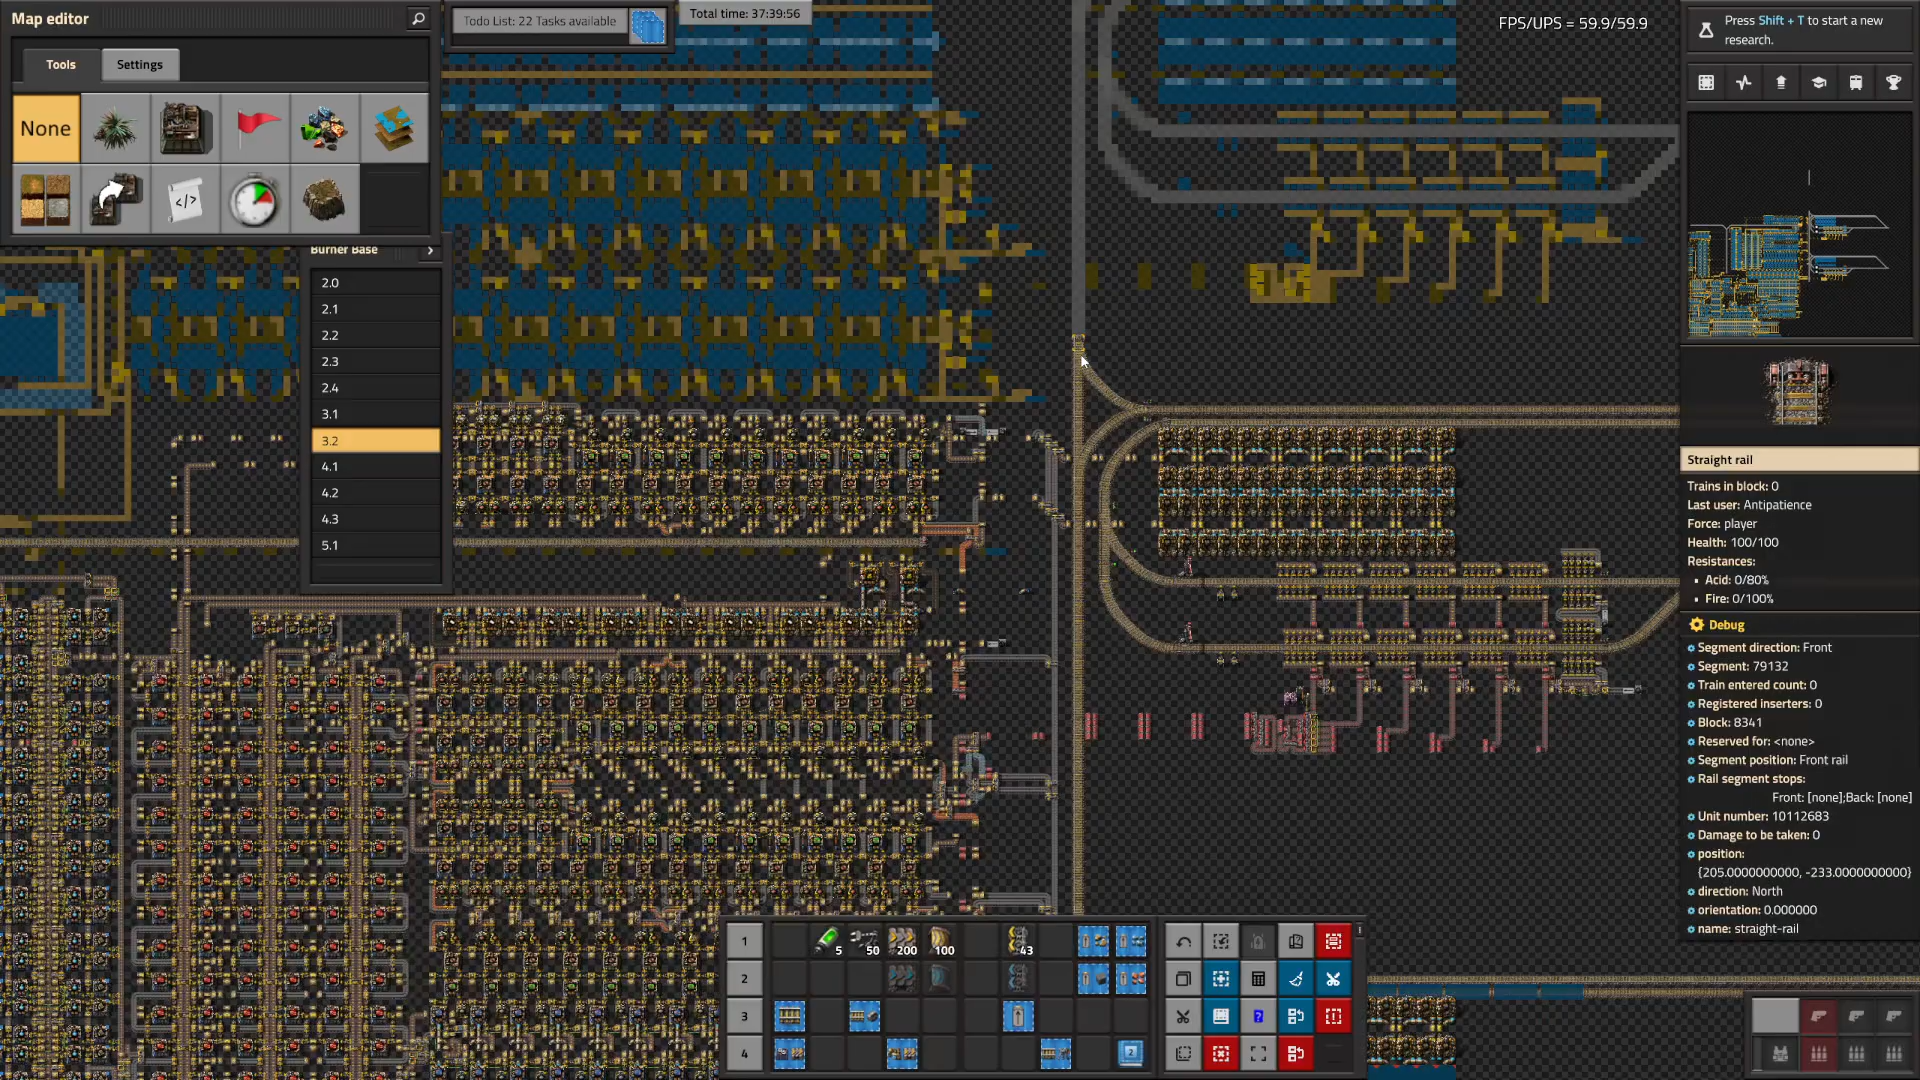 Map editor
Todo List: 22 Tasks available
Total time: 37:39:56
FPS/UPS = 59.9/59.9
Press Shift + T to start a new
research.
Tools
Settings
None
</>
Burner Base
2.0
2.1
2.2
2.3
2.4
3.1
3.2
4.1
4.2
4.3
5.1
Straight rail
Trains in block: 0
Last user: Antipatience
Force: player
Health: 100/100
Resistances:
Acid: 0/80%
Fire: 0/100%
Debug
Segment direction: Front
Segment: 79132
Train entered count: 0
Registered inserters: 0
Block: 8341
Reserved for: <none>
Segment position: Front rail
Rail segment stops:
Front: [none];Back: [none]
Unit number: 10112683
Damage to be taken: 0
position:
{205.0000000000, -233.0000000000}
direction: North
orientation: 0.000000
name: straight-rail
1
5
50
200
100
43
2
3
?
4
2